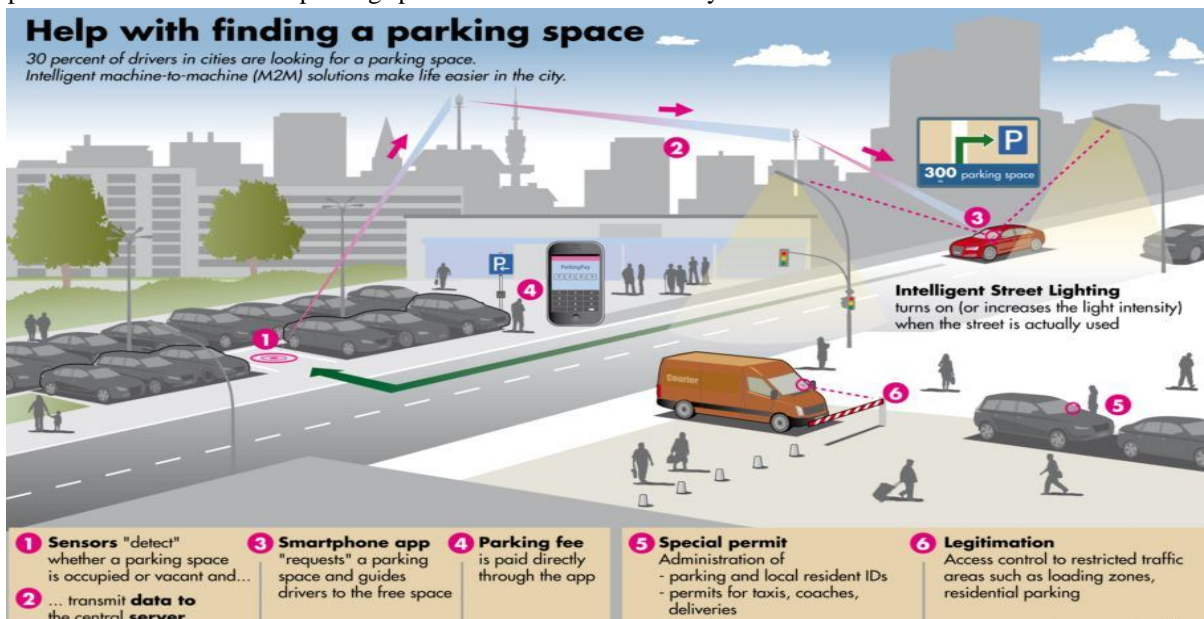 Help with finding a parking space
30 percent of drivers in cities are looking for a parking space.
Intelligent machine-to-machine (M2M) solutions make life easier in the city.
2
P
300 parking space
3
ParkingPay
4
P
Intelligent Street Lighting
turns on (or increases the light intensity)
when the street is actually used
1
Courier
6
5
1 Sensors "detect"
whether a parking space
is occupied or vacant and...
2 ... transmit data to
the central server
3 Smartphone app
"requests" a parking
space and guides
drivers to the free space
4 Parking fee
is paid directly
through the app
5 Special permit
Administration of
- parking and local resident IDs
- permits for taxis, coaches,
deliveries
6 Legitimation
Access control to restricted traffic
areas such as loading zones,
residential parking